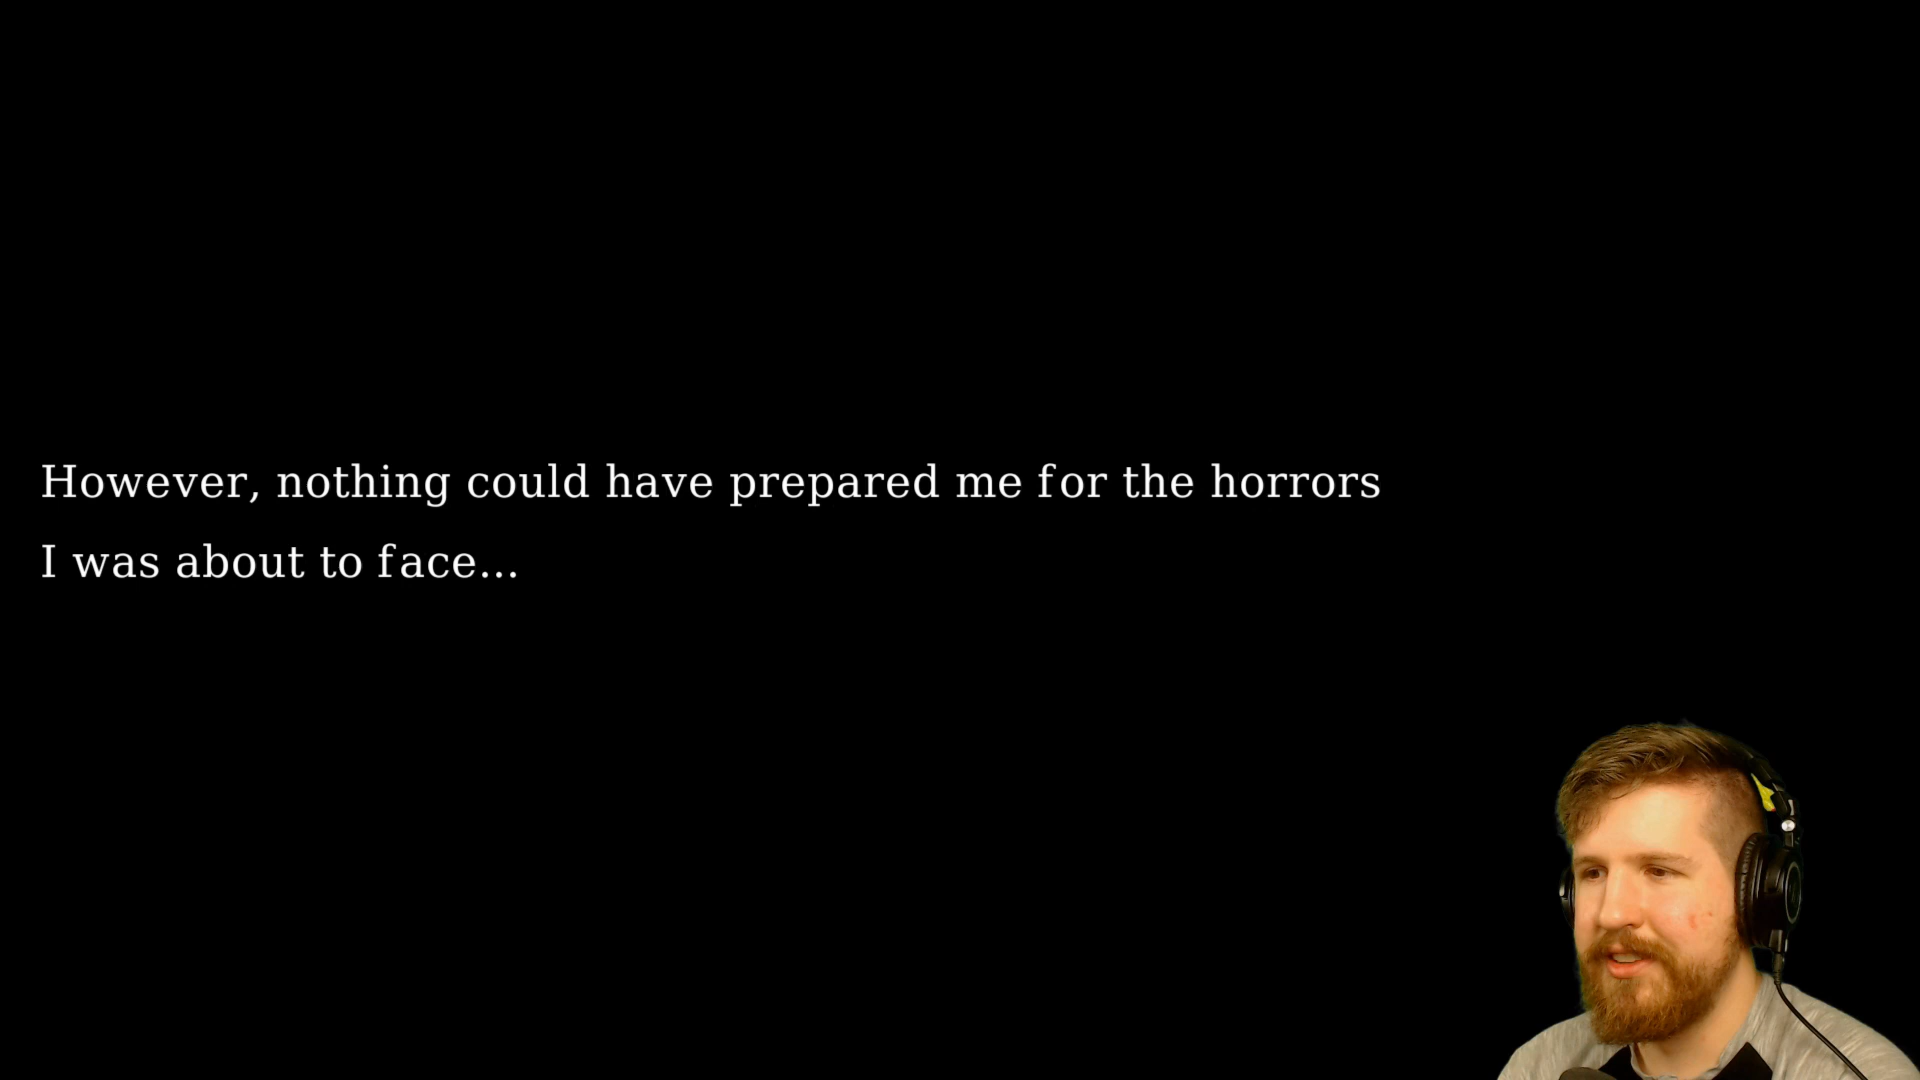 However, nothing could have prepared me for the horrors
I was about to face...